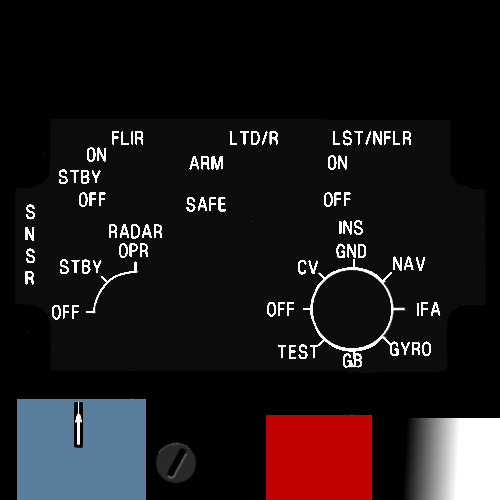 FLIR LTD/R LST/NFLR
ON ARM ON
STBY
OFF SAFE OFF
SNSR
RADAR INS
OPR GND
STBY CV NAV
OFF OFF IFA
TEST GB GYRO